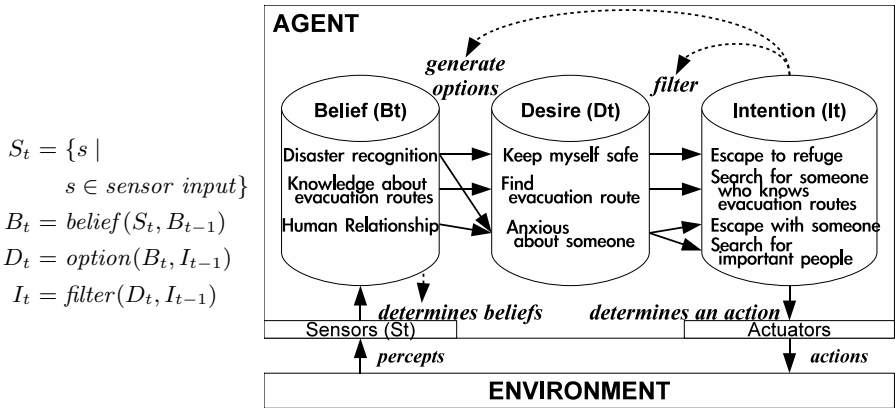 S_t = {s |
s ∈ sensor input}
B_t = belief(S_t, B_{t−1})
D_t = option(B_t, I_{t−1})
I_t = filter(D_t, I_{t−1})
AGENT
generate
options
filter
Belief (Bt)
Disaster recognition
Knowledge about
evacuation routes
Human Relationship
Desire (Dt)
Keep myself safe
Find
evacuation route
Anxious
about someone
Intention (It)
Escape to refuge
Search for someone
who knows
evacuation routes
Escape with someone
Search for
important people
determines beliefs
determines an action
Sensors (St)
Actuators
percepts
actions
ENVIRONMENT